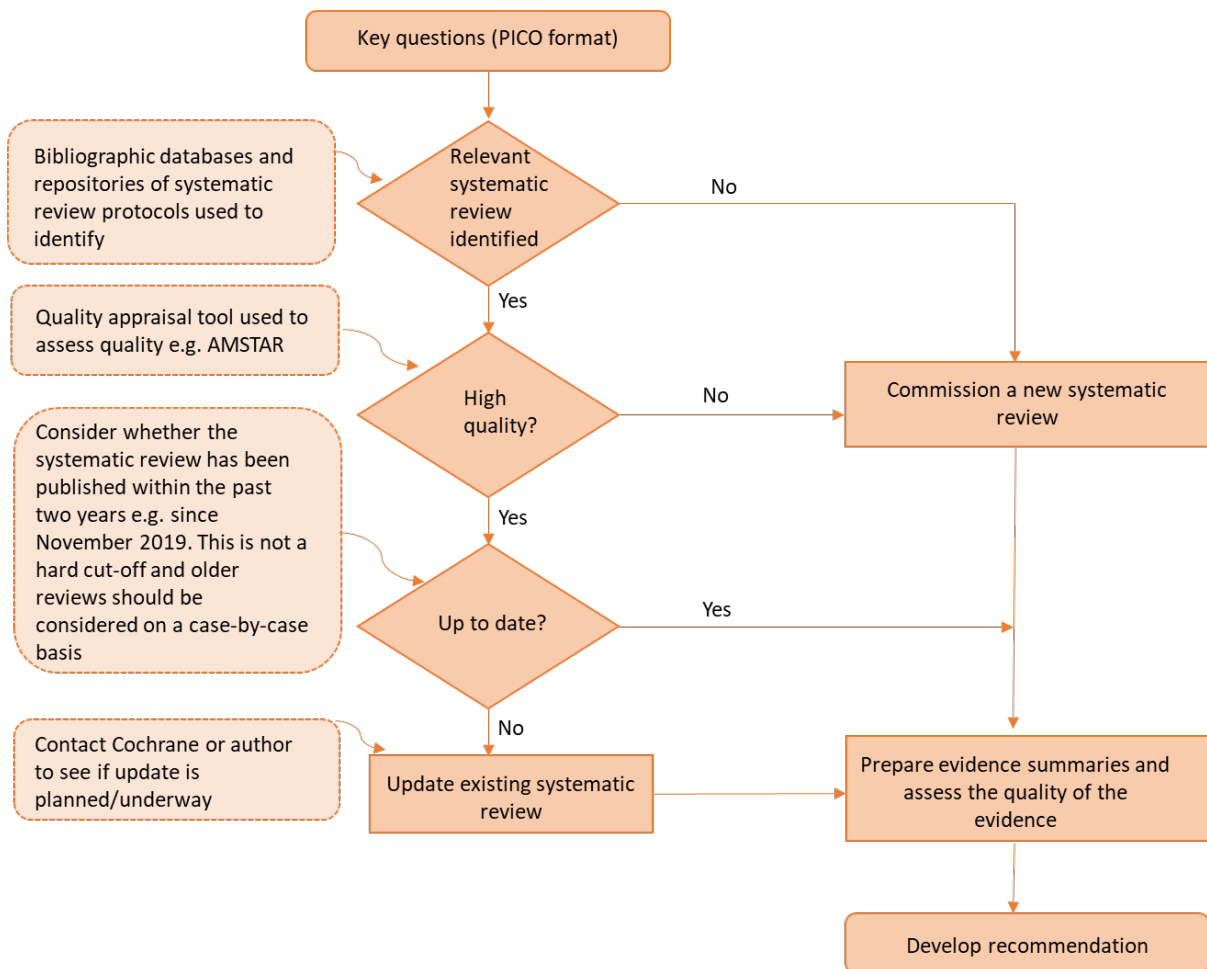 Key questions (PICO format)
Bibliographic databases and
repositories of systematic
review protocols used to
identify
Relevant
systematic
review
identified
No
Yes
Quality appraisal tool used to
assess quality e.g. AMSTAR
High
quality?
No
Commission a new systematic
review
Yes
Consider whether the
systematic review has been
published within the past
two years e.g. since
November 2019. This is not a
hard cut-off and older
reviews should be
considered on a case-by-case
basis
Up to date?
Yes
No
Contact Cochrane or author
to see if update is
planned/underway
Update existing systematic
review
Prepare evidence summaries and
assess the quality of the
evidence
Develop recommendation